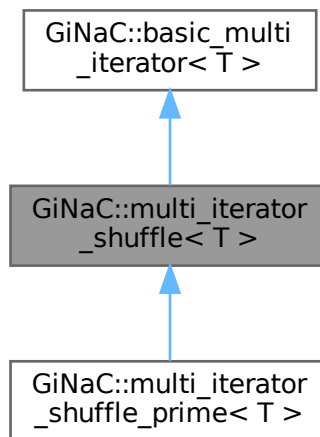 GiNaC::basic_multi
_iterator< T >
GiNaC::multi_iterator
_shuffle< T >
GiNaC::multi_iterator
_shuffle_prime< T >